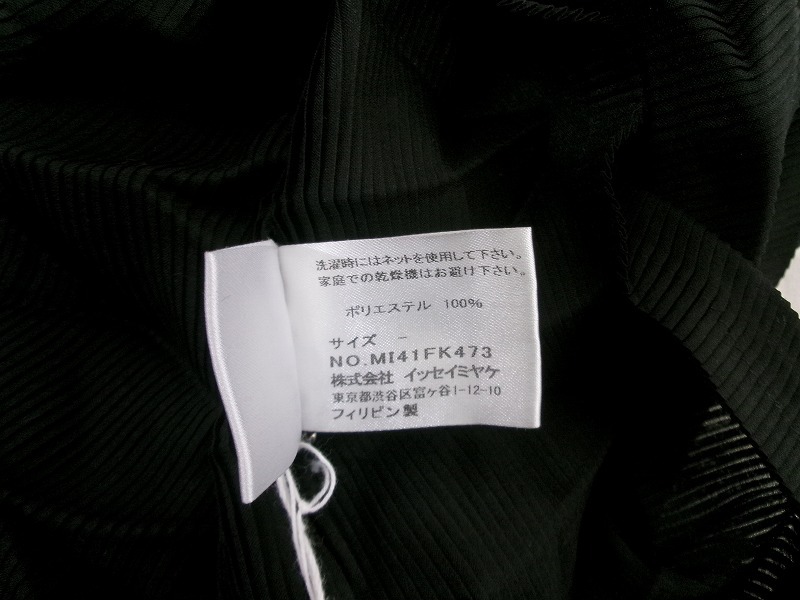 洗濯時にはネットを使用して下さい。
家庭での乾燥機はお避け下さい。
ポリエステル 100%
サイズ －
NO.MI41FK473
株式会社 イッセイミヤケ
東京都渋谷区富ヶ谷1-12-10
フィリピン製